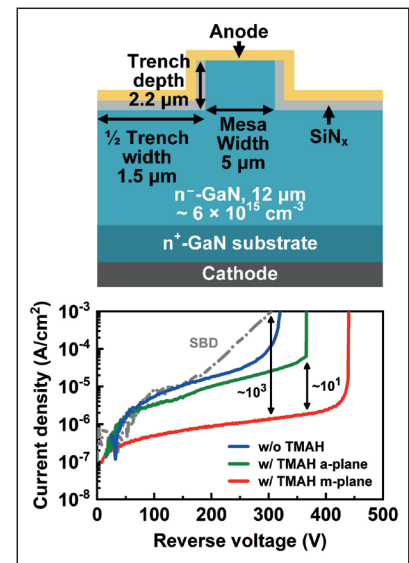 Anode
Trench
depth
2.2 µm
Mesa
Width
5 µm
½ Trench
width
1.5 µm
SiNx
n⁻-GaN, 12 µm
~ 6 × 10¹⁵ cm⁻³
n⁺-GaN substrate
Cathode
Current density (A/cm²)
10⁻³
10⁻⁴
10⁻⁵
10⁻⁶
10⁻⁷
10⁻⁸
SBD
~10³
~10¹
w/o TMAH
w/ TMAH a-plane
w/ TMAH m-plane
0 100 200 300 400 500
Reverse voltage (V)